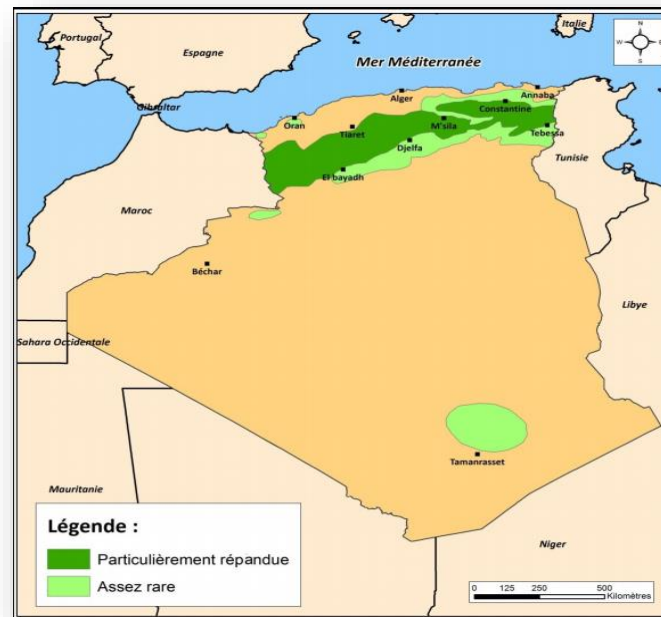 Portugal
Espagne
Italie
N
W
E
S
Mer Méditerranée
Gibraltar
Alger
Annaba
Oran
Constantine
Tiaret
M'sila
Tebessa
Djelfa
El bayadh
Tunisie
Maroc
Béchar
Libye
Sahara Occidentale
Tamanrasset
Mauritanie
Niger
Légende :
Particulièrement répandue
Assez rare
0 125 250 500
Kilomètres